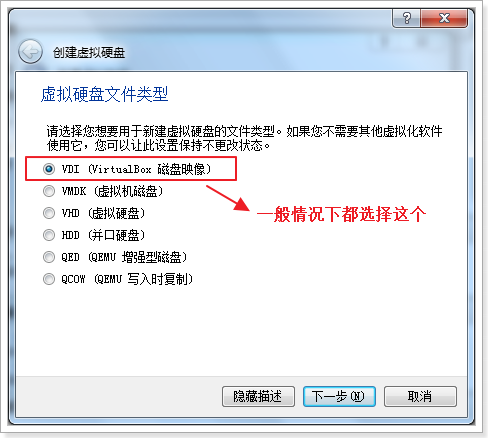 创建虚拟硬盘
虚拟硬盘文件类型
请选择您想要用于新建虚拟硬盘的文件类型。如果您不需要其他虚拟化软件
使用它，您可以让此设置保持不更改状态。
VDI (VirtualBox 磁盘映像)
VMDK (虚拟机磁盘)
一般情况下都选择这个
VHD (虚拟硬盘)
HDD (并口硬盘)
QED (QEMU 增强型磁盘)
QCOW (QEMU 写入时复制)
隐藏描述 下一步(N) 取消